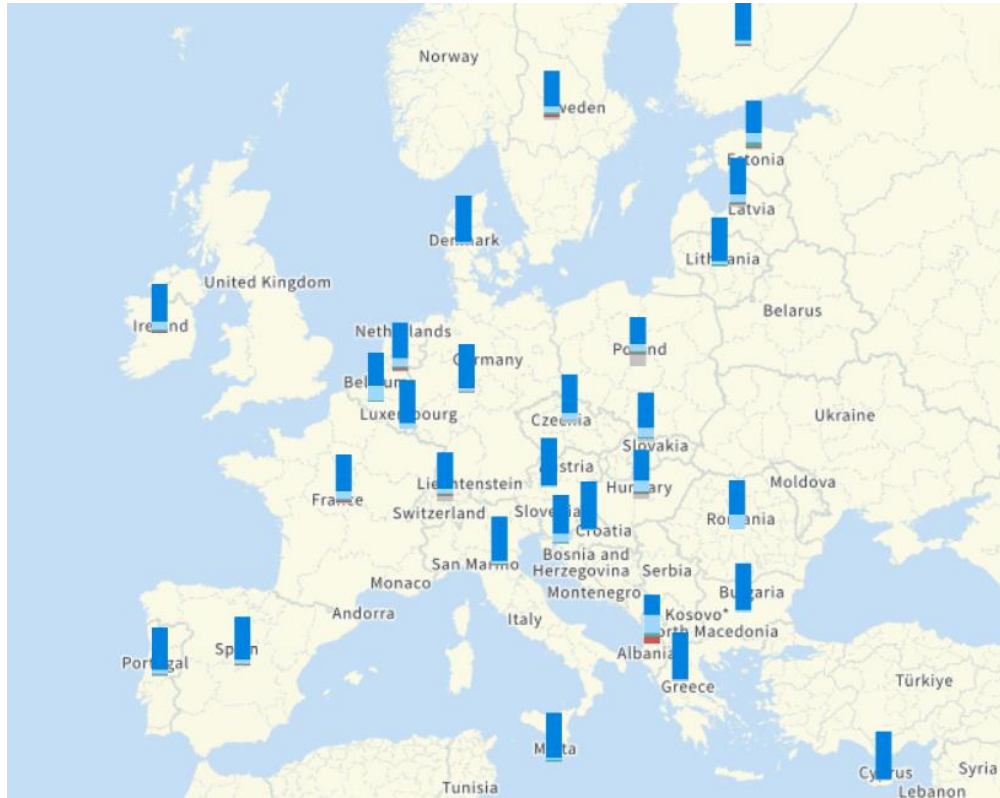 Norway
Sweden
Estonia
Latvia
Denmark
Lithuania
United Kingdom
Belarus
Ireland
Netherlands
Poland
Germany
Belgium
Luxembourg
Ukraine
Czechia
Slovakia
Austria
Liechtenstein
Moldova
Hungary
France
Switzerland
Slovenia
Romania
Croatia
Bosnia and
Herzegovina
San Marino
Serbia
Monaco
Montenegro
Bulgaria
Andorra
Kosovo*
Italy
North Macedonia
Spain
Albania
Portugal
Türkiye
Greece
Malta
Cyprus
Syria
Tunisia
Lebanon